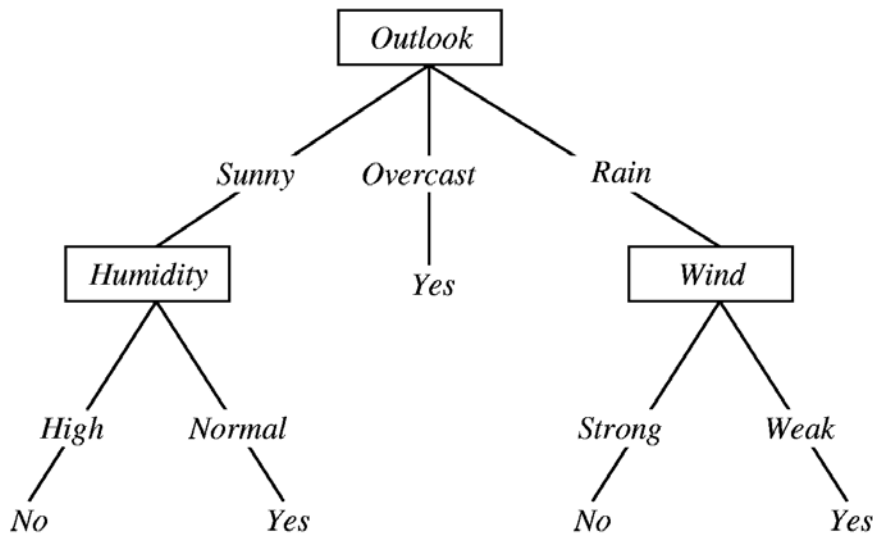 Outlook
Sunny Overcast Rain
Humidity Yes Wind
High Normal Strong Weak
No Yes No Yes